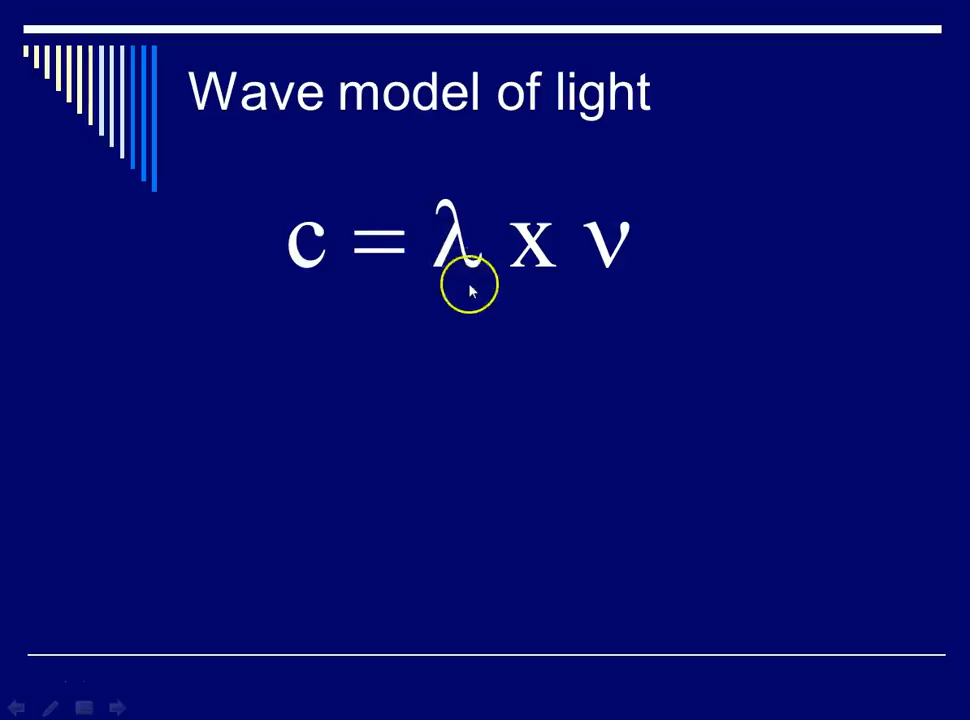 Wave model of light
c = λ x ν